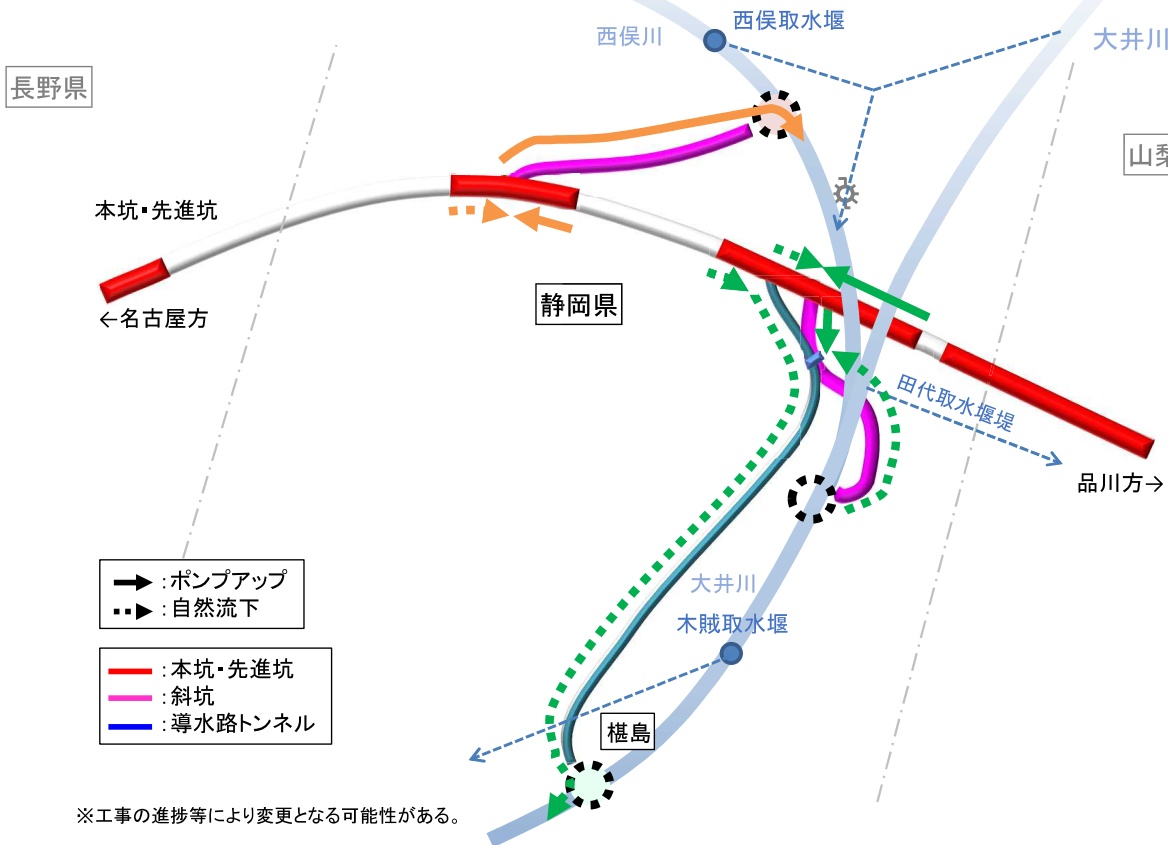 西俣取水堰
西俣川
大井川
長野県
山梨
本坑・先進坑
←名古屋方
静岡県
田代取水堰堤
品川方→
:ポンプアップ
:自然流下
大井川
木賊取水堰
:本坑・先進坑
:斜坑
:導水路トンネル
椹島
※工事の進捗等により変更となる可能性がある。